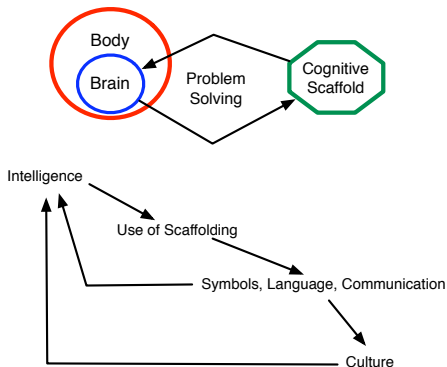 Body
Brain
Problem
Solving
Cognitive
Scaffold
Intelligence
Use of Scaffolding
Symbols, Language, Communication
Culture